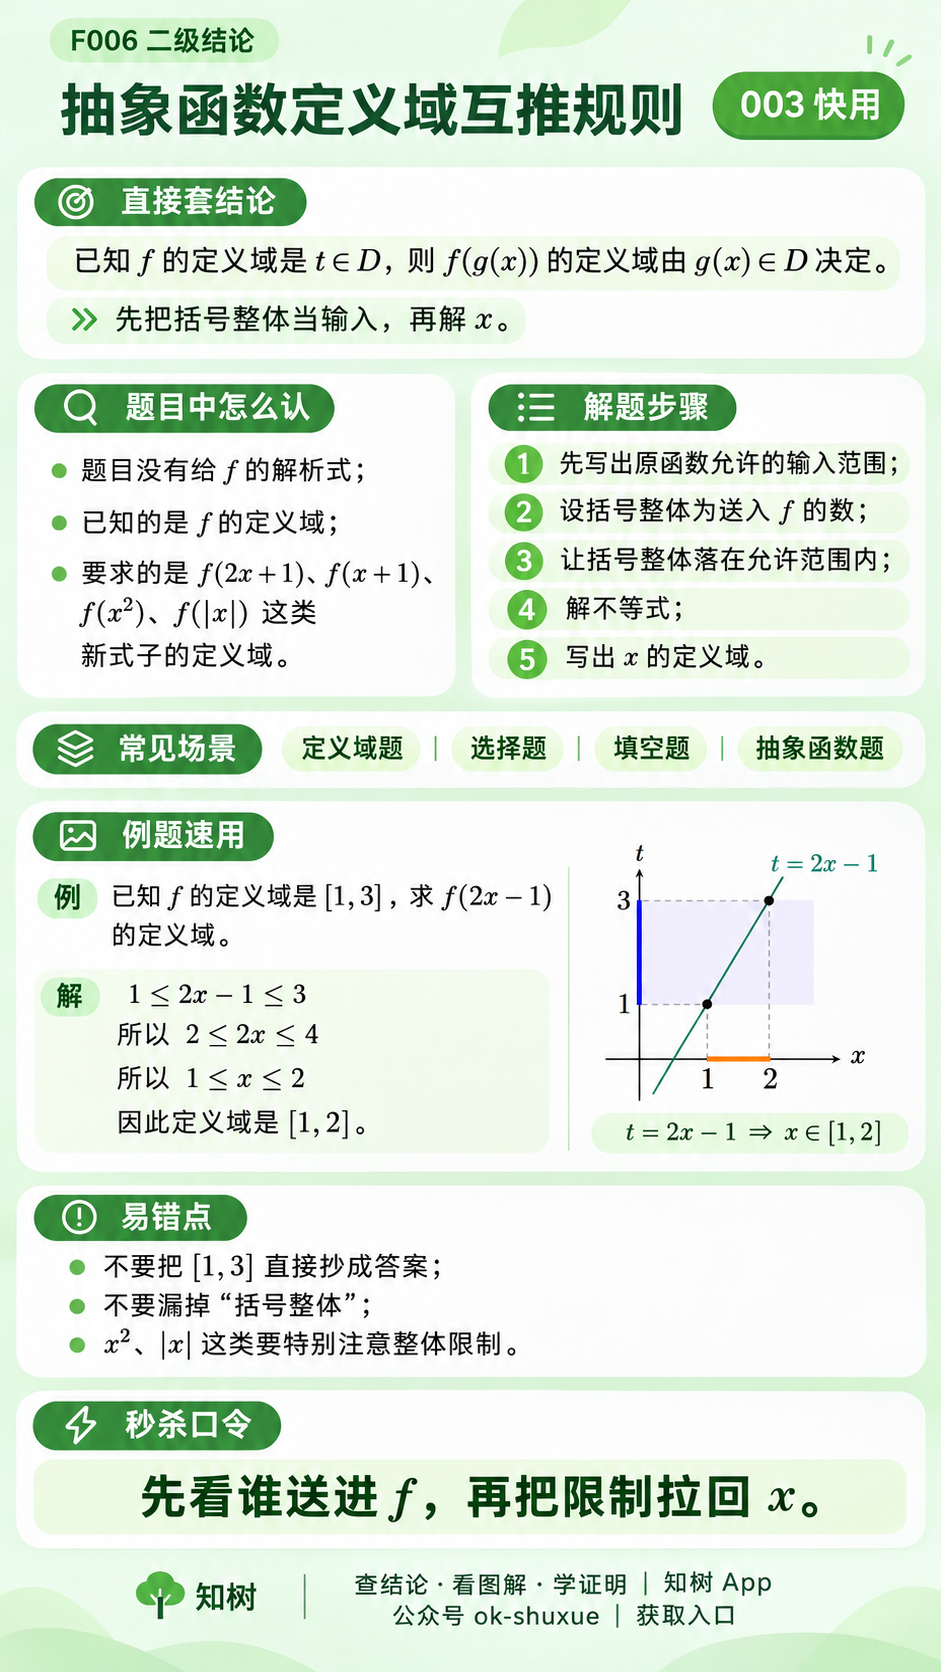 F006 二级结论
抽象函数定义域互推规则
003 快用
直接套结论
已知 f 的定义域是 t ∈ D，则 f(g(x)) 的定义域由 g(x) ∈ D 决定。
先把括号整体当输入，再解 x。
题目中怎么认
题目没有给 f 的解析式；
已知的是 f 的定义域；
要求的是 f(2x + 1)、f(x + 1)、
f(x²)、f(|x|) 这类
新式子的定义域。
解题步骤
1 先写出原函数允许的输入范围；
2 设括号整体为送入 f 的数；
3 让括号整体落在允许范围内；
4 解不等式；
5 写出 x 的定义域。
常见场景 定义域题 | 选择题 | 填空题 | 抽象函数题
例题速用
例 已知 f 的定义域是 [1, 3]，求 f(2x − 1)
的定义域。
解 1 ≤ 2x − 1 ≤ 3
所以 2 ≤ 2x ≤ 4
所以 1 ≤ x ≤ 2
因此定义域是 [1, 2]。
t
t = 2x − 1
3
1
x
1 2
t = 2x − 1 ⇒ x ∈ [1, 2]
易错点
不要把 [1, 3] 直接抄成答案；
不要漏掉 “括号整体”；
x²、|x| 这类要特别注意整体限制。
秒杀口令
先看谁送进 f，再把限制拉回 x。
知树
查结论 · 看图解 · 学证明 | 知树 App
公众号 ok-shuxue | 获取入口